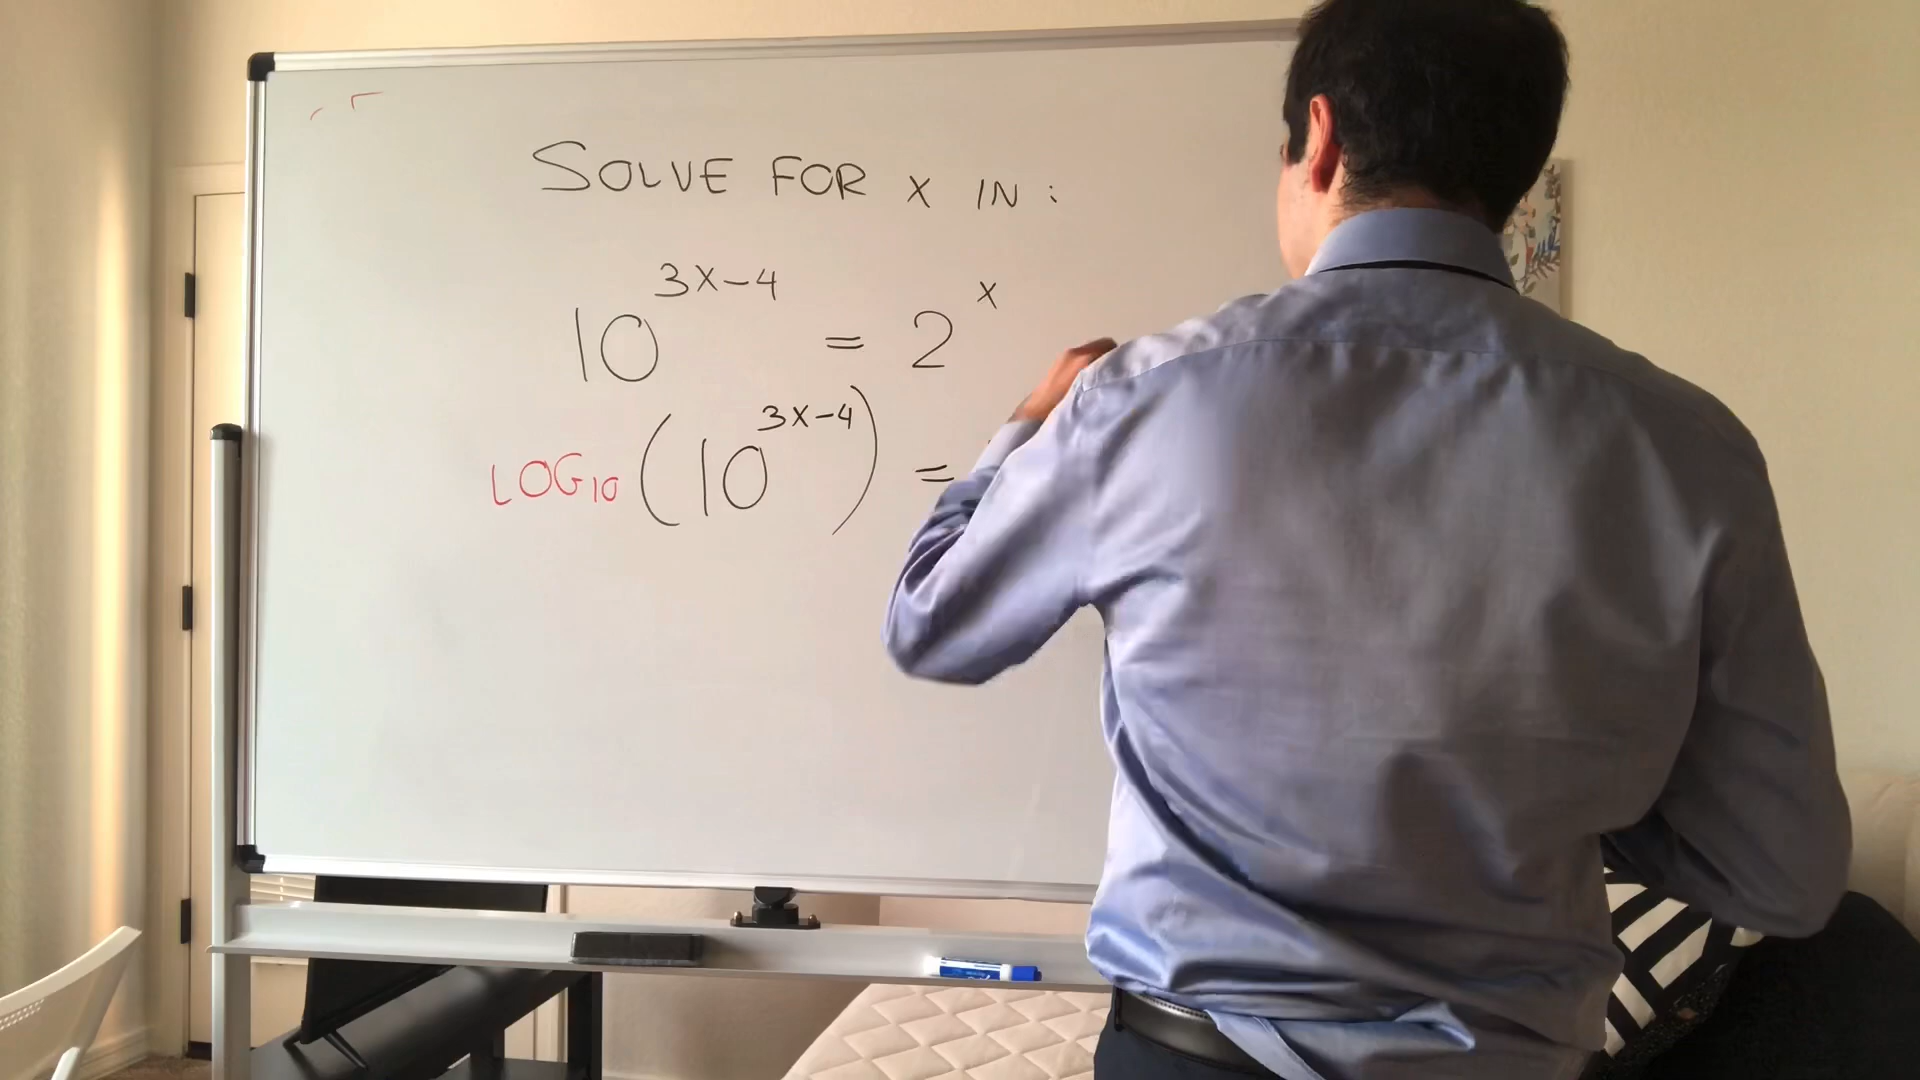 SOLVE FOR X IN :
10^(3X-4) = 2^X
LOG₁₀ (10^(3X-4)) =